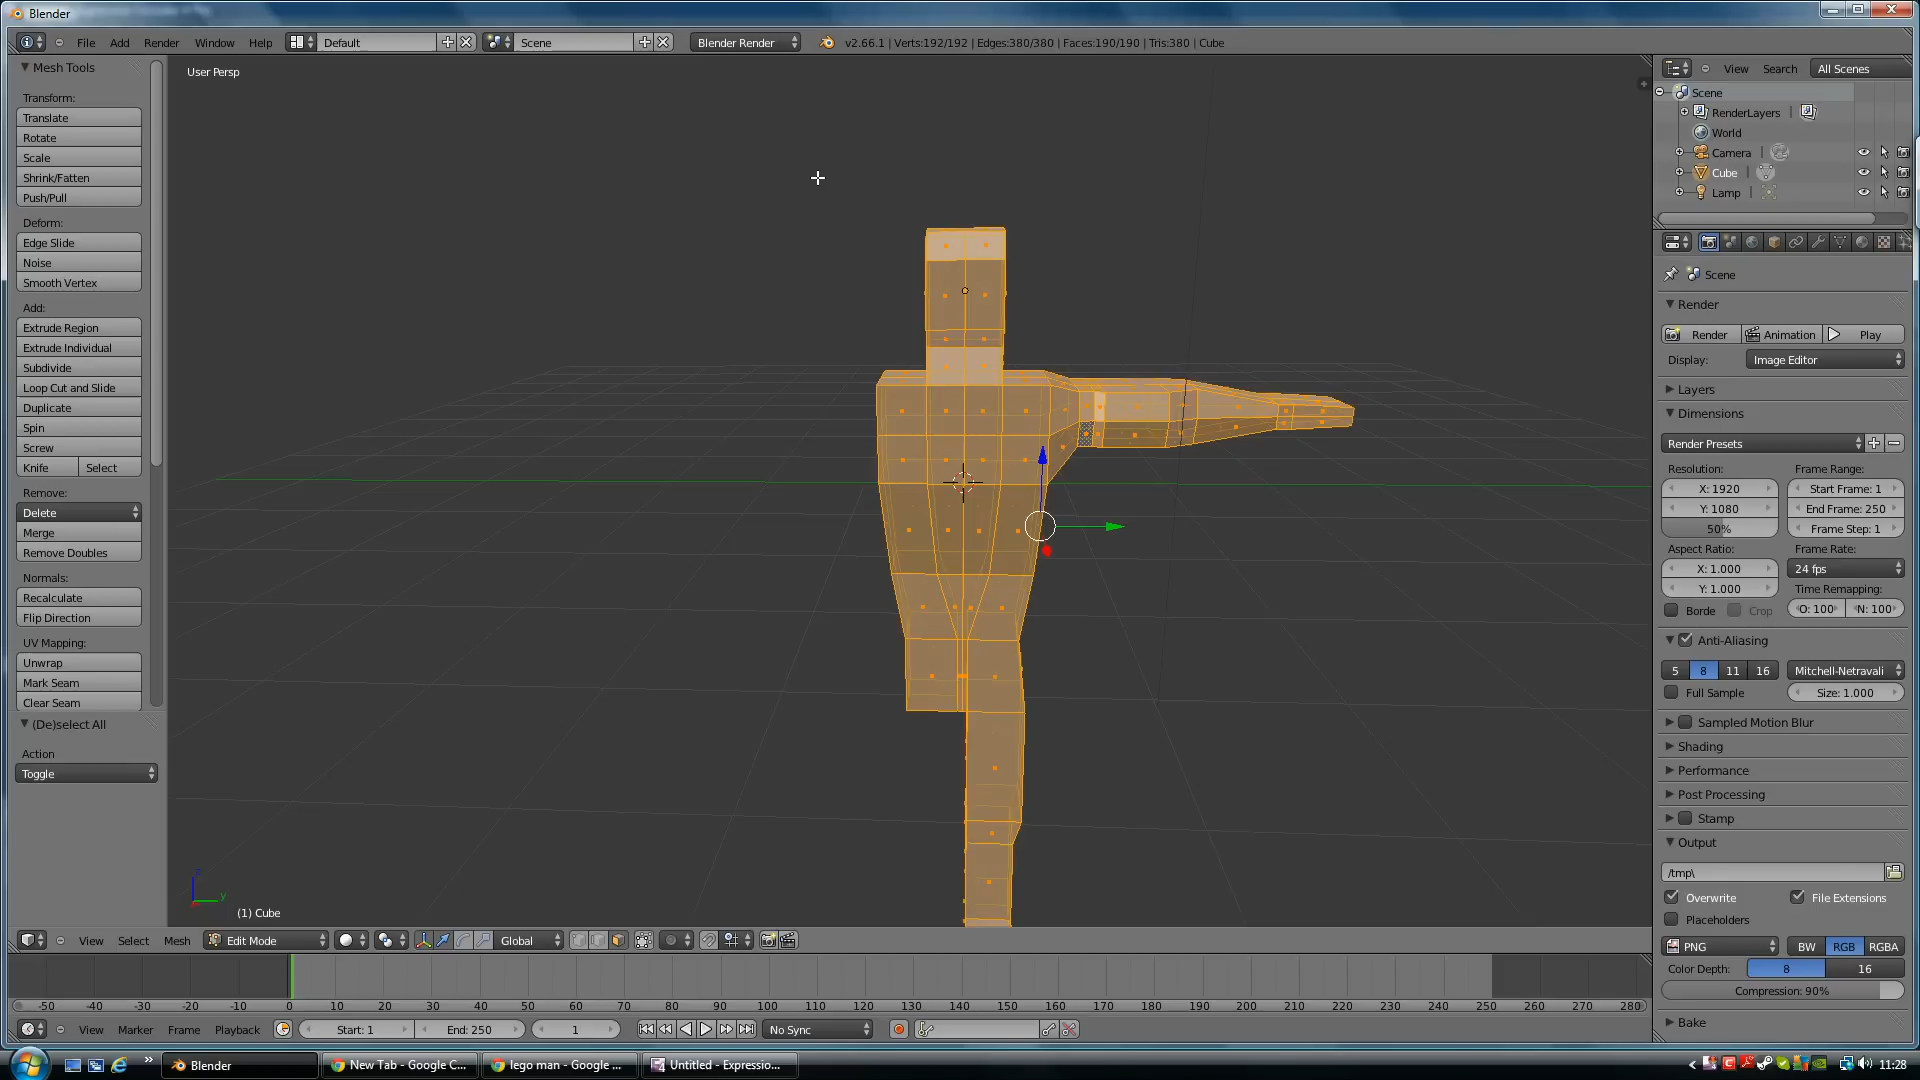 Blender
File Add Render Window Help Default Scene Blender Render v2.66.1 | Verts:192/192 | Edges:380/380 | Faces:190/190 | Tris:380 | Cube
Mesh Tools
Transform:
Translate
Rotate
Scale
Shrink/Fatten
Push/Pull
Deform:
Edge Slide
Noise
Smooth Vertex
Add:
Extrude Region
Extrude Individual
Subdivide
Loop Cut and Slide
Duplicate
Spin
Screw
Knife Select
Remove:
Delete
Merge
Remove Doubles
Normals:
Recalculate
Flip Direction
UV Mapping:
Unwrap
Mark Seam
Clear Seam
(De)select All
Action
Toggle
User Persp
z
y
(1) Cube
View Search All Scenes
Scene
RenderLayers
World
Camera
Cube
Lamp
Scene
Render
Render Animation Play
Display: Image Editor
Layers
Dimensions
Render Presets
Resolution: Frame Range:
X: 1920 Start Frame: 1
Y: 1080 End Frame: 250
50% Frame Step: 1
Aspect Ratio: Frame Rate:
X: 1.000 24 fps
Y: 1.000 Time Remapping:
Borde Crop O: 100 N: 100
Anti-Aliasing
5 8 11 16 Mitchell-Netravali
Full Sample Size: 1.000
Sampled Motion Blur
Shading
Performance
Post Processing
Stamp
Output
/tmp\
Overwrite File Extensions
Placeholders
PNG BW RGB RGBA
Color Depth: 8 16
Compression: 90%
Bake
View Select Mesh Edit Mode Global
-50 -40 -30 -20 -10 0 10 20 30 40 50 60 70 80 90 100 110 120 130 140 150 160 170 180 190 200 210 220 230 240 250 260 270 280
View Marker Frame Playback Start: 1 End: 250 1 No Sync
» Blender New Tab - Google C... lego man - Google ... Untitled - Expressio... 11:28